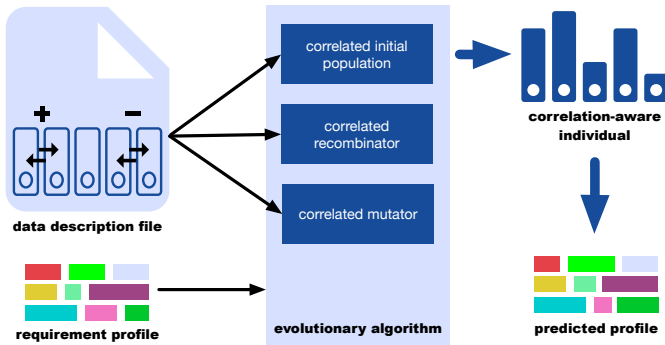 correlated initial
population
correlated
recombinator
correlated mutator
evolutionary algorithm
+
−
data description file
requirement profile
correlation-aware
individual
predicted profile